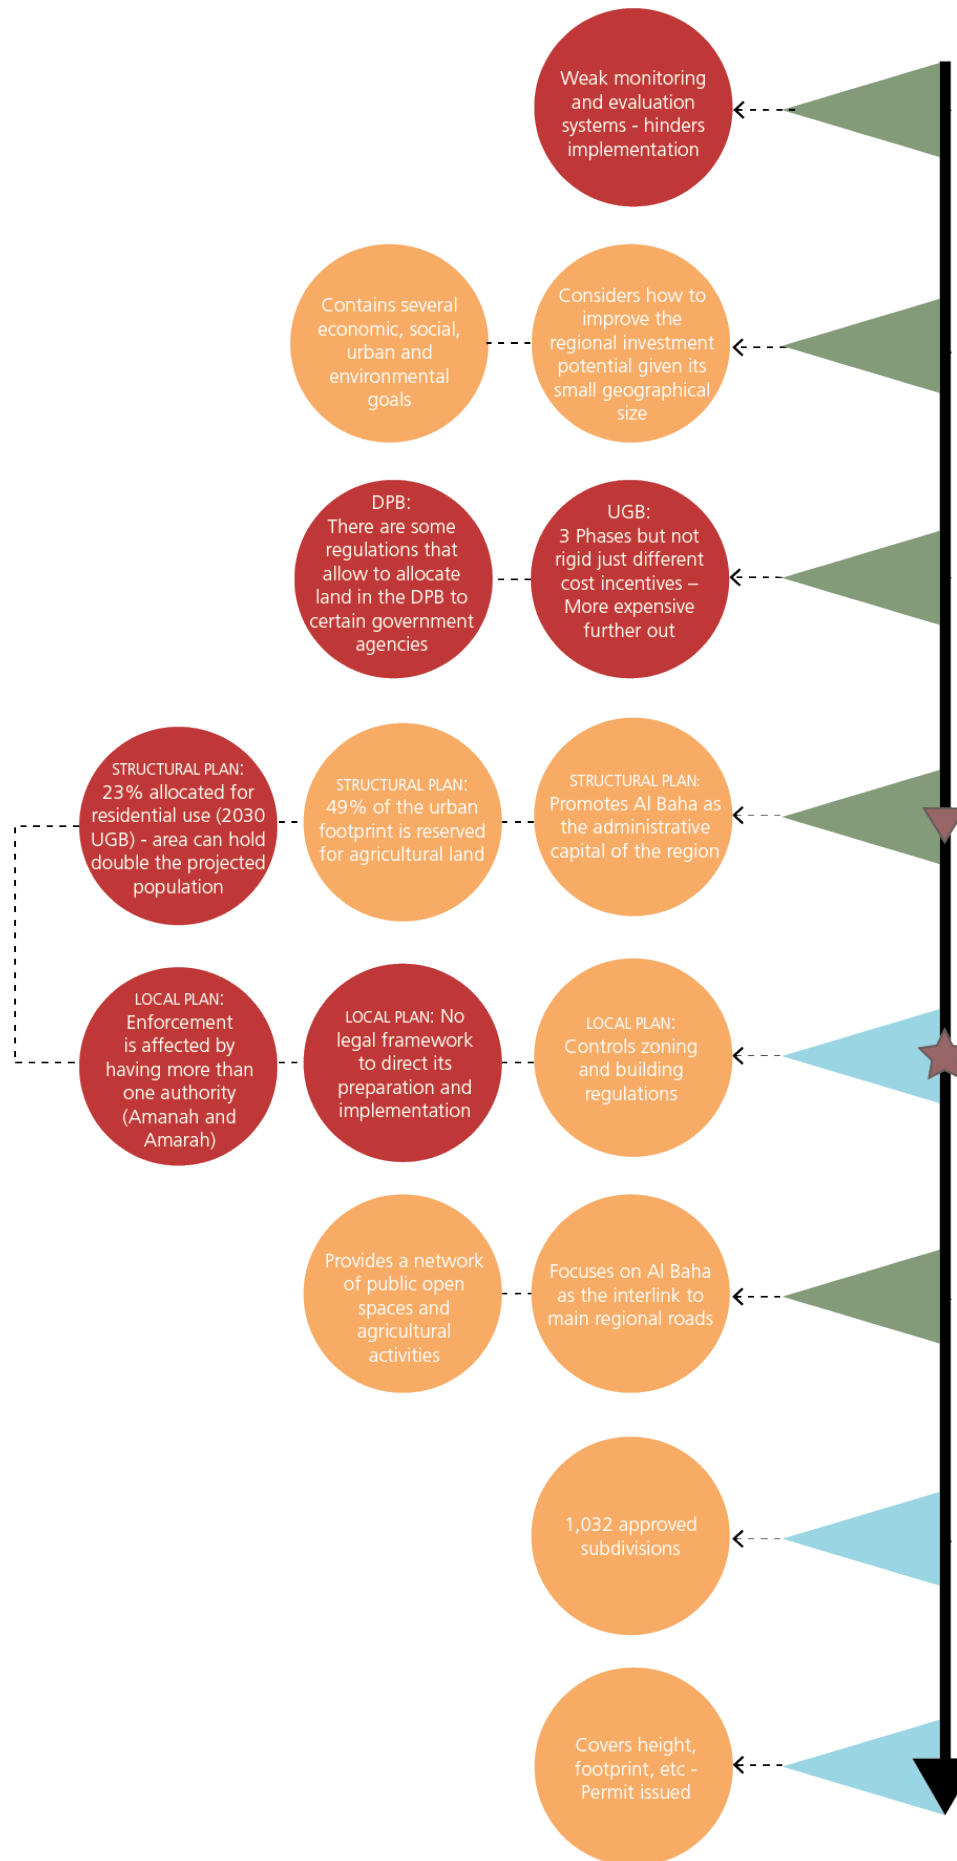 Weak monitoring
and evaluation
systems - hinders
implementation
Contains several
economic, social,
urban and
environmental
goals
Considers how to
improve the
regional investment
potential given its
small geographical
size
DPB:
There are some
regulations that
allow to allocate
land in the DPB to
certain government
agencies
UGB:
3 Phases but not
rigid just different
cost incentives –
More expensive
further out
STRUCTURAL PLAN:
23% allocated for
residential use (2030
UGB) - area can hold
double the projected
population
STRUCTURAL PLAN:
49% of the urban
footprint is reserved
for agricultural land
STRUCTURAL PLAN:
Promotes Al Baha as
the administrative
capital of the region
LOCAL PLAN:
Enforcement
is affected by
having more than
one authority
(Amanah and
Amarah)
LOCAL PLAN: No
legal framework
to direct its
preparation and
implementation
LOCAL PLAN:
Controls zoning
and building
regulations
Provides a network
of public open
spaces and
agricultural
activities
Focuses on Al Baha
as the interlink to
main regional roads
1,032 approved
subdivisions
Covers height,
footprint, etc -
Permit issued